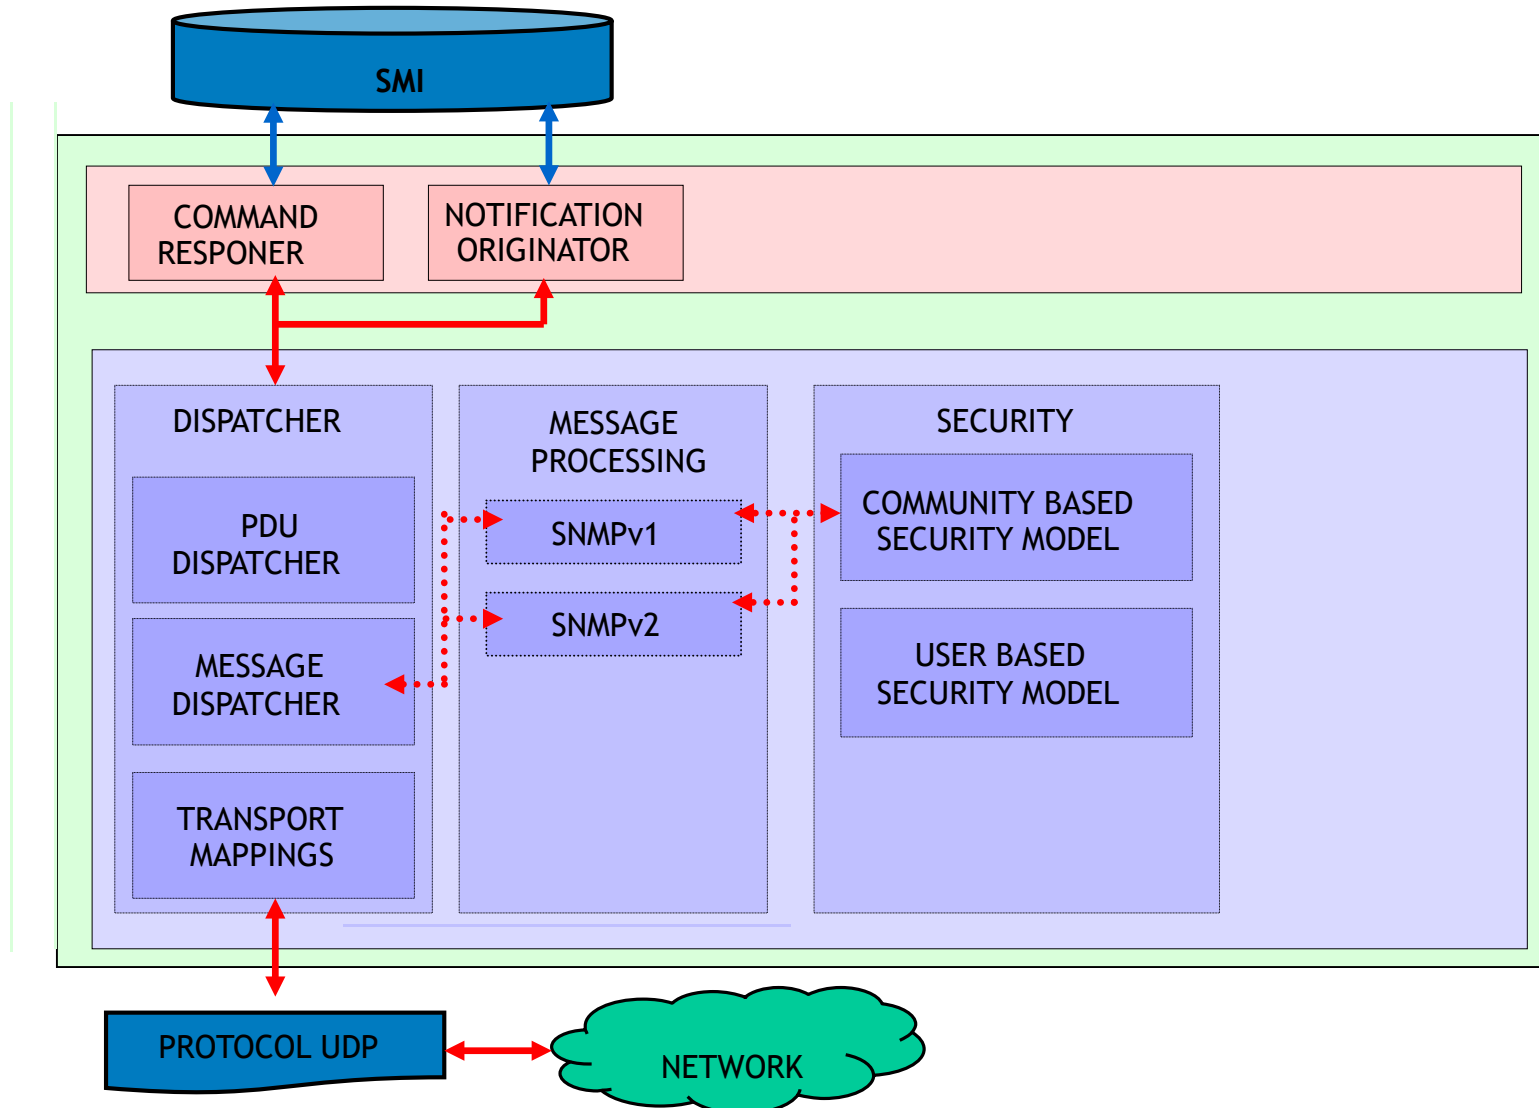 SMI
COMMAND
RESPONER
NOTIFICATION
ORIGINATOR
DISPATCHER
PDU
DISPATCHER
MESSAGE
DISPATCHER
TRANSPORT
MAPPINGS
MESSAGE
PROCESSING
SNMPv1
SNMPv2
SECURITY
COMMUNITY BASED
SECURITY MODEL
USER BASED
SECURITY MODEL
PROTOCOL UDP
NETWORK